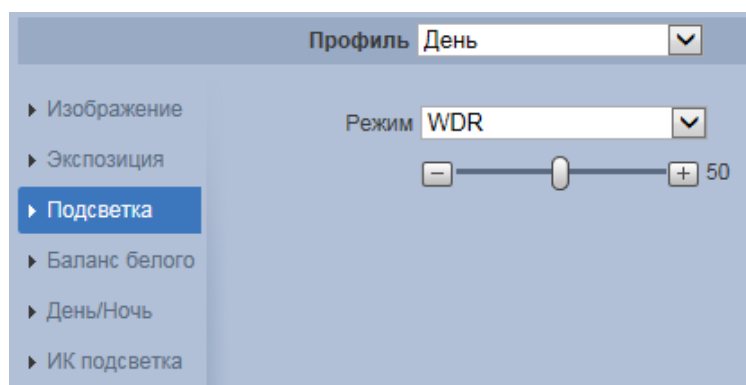 Профиль День
Изображение
Режим WDR
Экспозиция
50
Подсветка
Баланс белого
День/Ночь
ИК подсветка